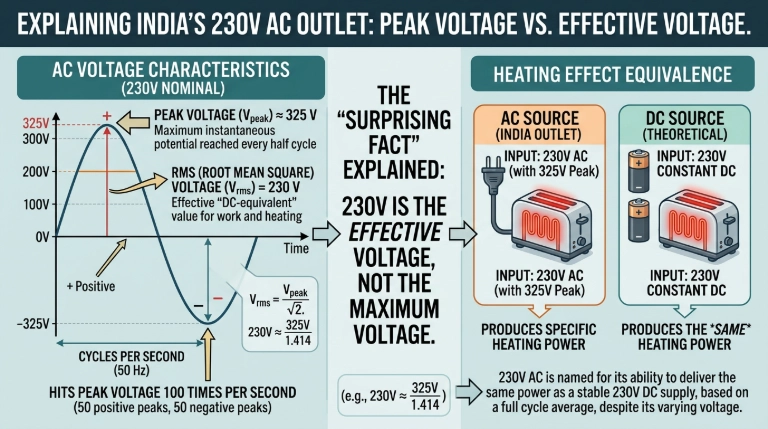 EXPLAINING INDIA'S 230V AC OUTLET: PEAK VOLTAGE VS. EFFECTIVE VOLTAGE.
AC VOLTAGE CHARACTERISTICS
(230V NOMINAL)
325V
300V
200V
100V
0V
-325V
+
PEAK VOLTAGE (Vpeak) ≈ 325 V
Maximum instantaneous
potential reached every half cycle
RMS (ROOT MEAN SQUARE)
VOLTAGE (Vrms) = 230 V
Effective "DC-equivalent"
value for work and heating
Time
+ Positive
− −
Vrms = Vpeak/√2.
230V ≈ 325V/1.414
CYCLES PER SECOND
(50 Hz)
HITS PEAK VOLTAGE 100 TIMES PER SECOND
(50 positive peaks, 50 negative peaks)
THE
"SURPRISING
FACT"
EXPLAINED:
230V IS THE
EFFECTIVE
VOLTAGE,
NOT THE
MAXIMUM
VOLTAGE.
(e.g., 230V ≈ 325V/1.414)
HEATING EFFECT EQUIVALENCE
AC SOURCE
(INDIA OUTLET)
INPUT: 230V AC
(with 325V Peak)
INPUT: 230V AC
(with 325V Peak)
PRODUCES SPECIFIC
HEATING POWER
DC SOURCE
(THEORETICAL)
INPUT: 230V
CONSTANT DC
INPUT: 230V
CONSTANT DC
PRODUCES THE *SAME*
HEATING POWER
230V AC is named for its ability to deliver the
same power as a stable 230V DC supply, based on
a full cycle average, despite its varying voltage.